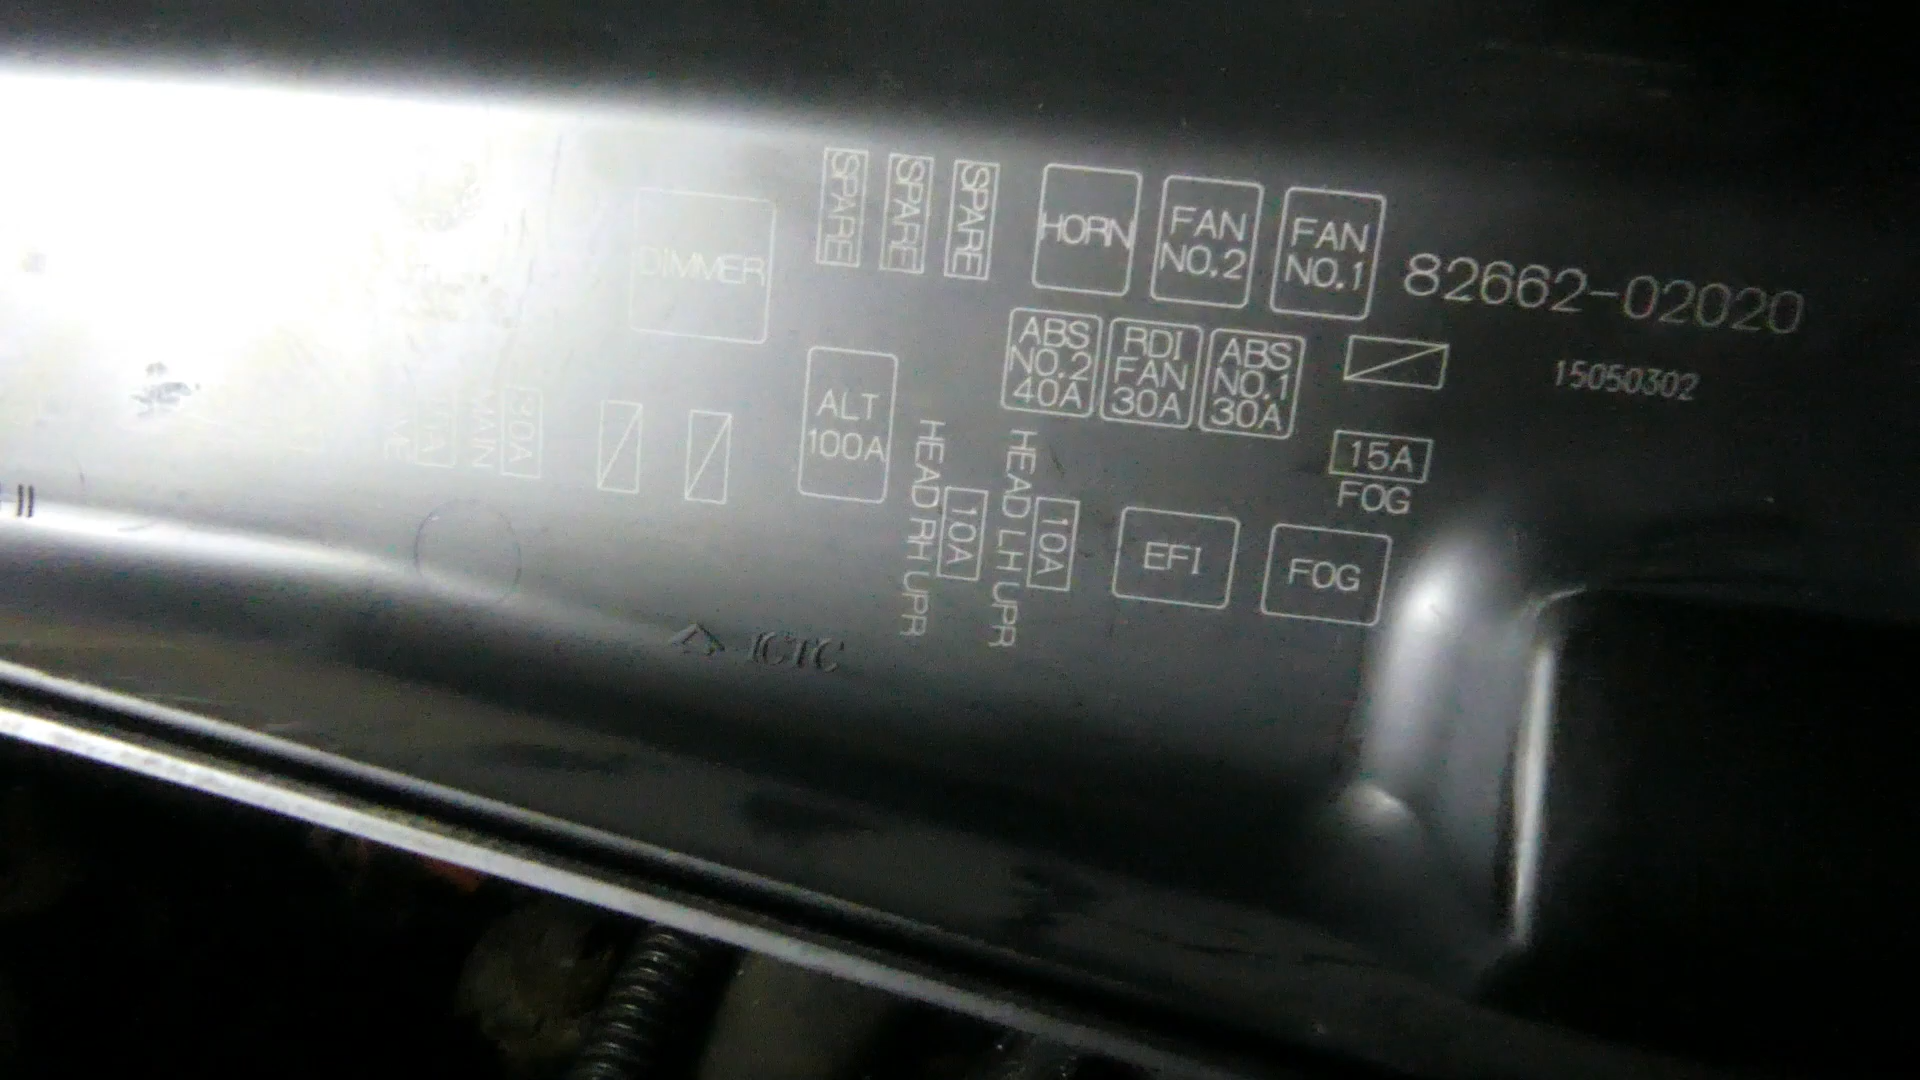 SPARE
SPARE
SPARE
HORN
FAN
NO.2
FAN
NO.1
82662-02020
DIMMER
ABS
NO.2
40A
RDI
FAN
30A
ABS
NO.1
30A
15050302
ALT
100A
30A
MAIN
15A
FOG
HEAD RH UPR
10A
HEAD LH UPR
10A
EFI
FOG
ICTC